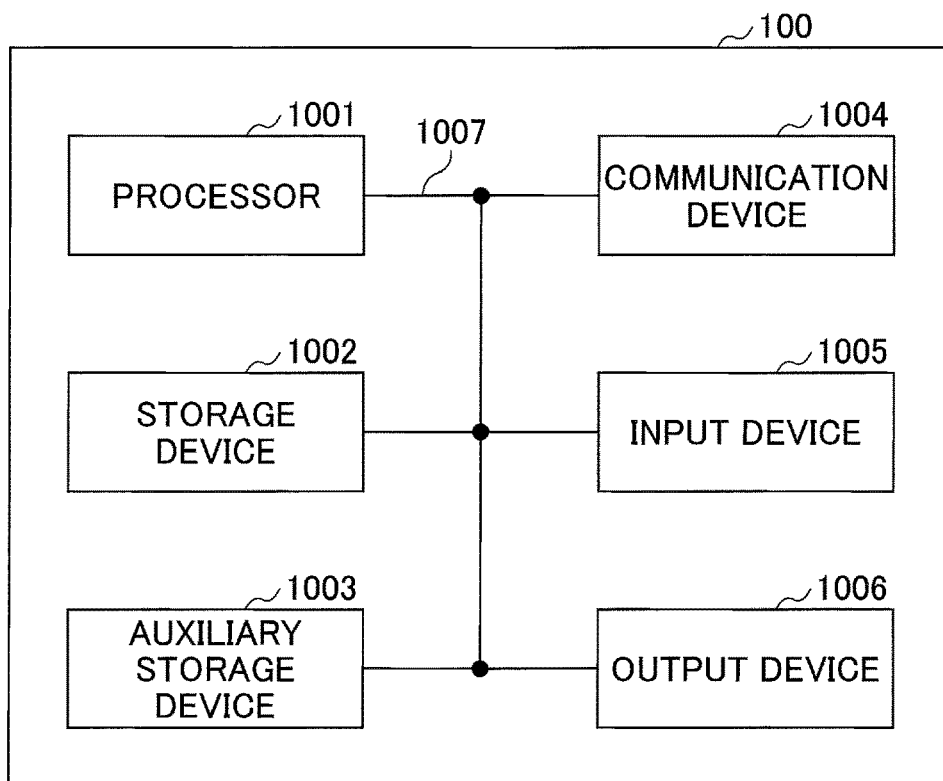 100
1001
PROCESSOR
1007
1004
COMMUNICATION
DEVICE
1002
STORAGE
DEVICE
1005
INPUT DEVICE
1003
AUXILIARY
STORAGE
DEVICE
1006
OUTPUT DEVICE